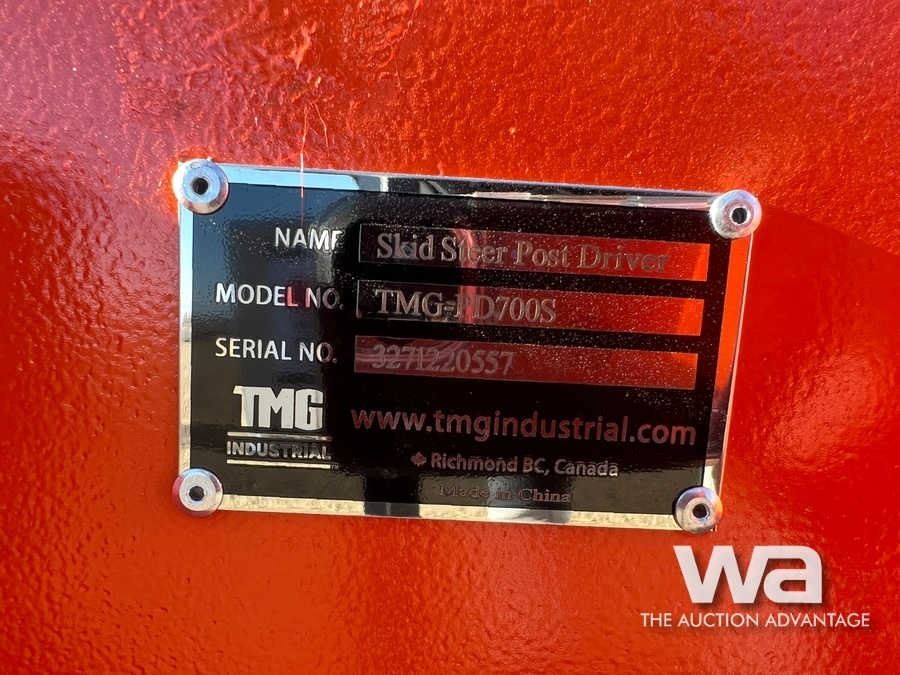 NAME Skid Steer Post Driver
MODEL NO. TMG-PD700S
SERIAL NO. 3271220557
TMG
INDUSTRIAL
www.tmgindustrial.com
Richmond BC, Canada
Made in China
wa
THE AUCTION ADVANTAGE